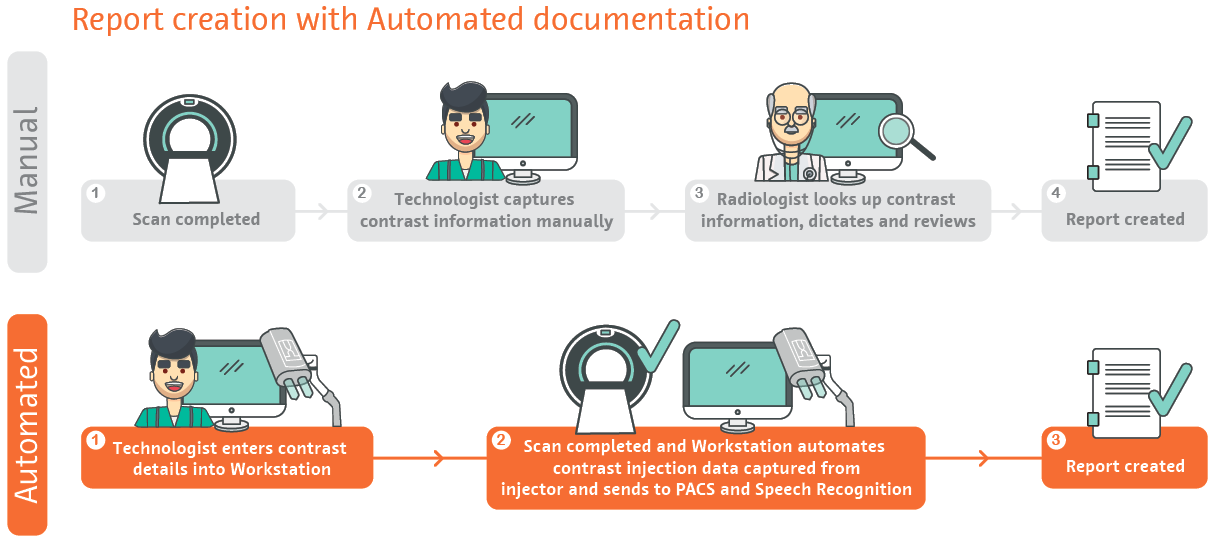 Report creation with Automated documentation
Manual
1
Scan completed
2
Technologist captures
contrast information manually
3
Radiologist looks up contrast
information, dictates and reviews
4
Report created
Automated
1
Technologist enters contrast
details into Workstation
2
Scan completed and Workstation automates
contrast injection data captured from
injector and sends to PACS and Speech Recognition
3
Report created